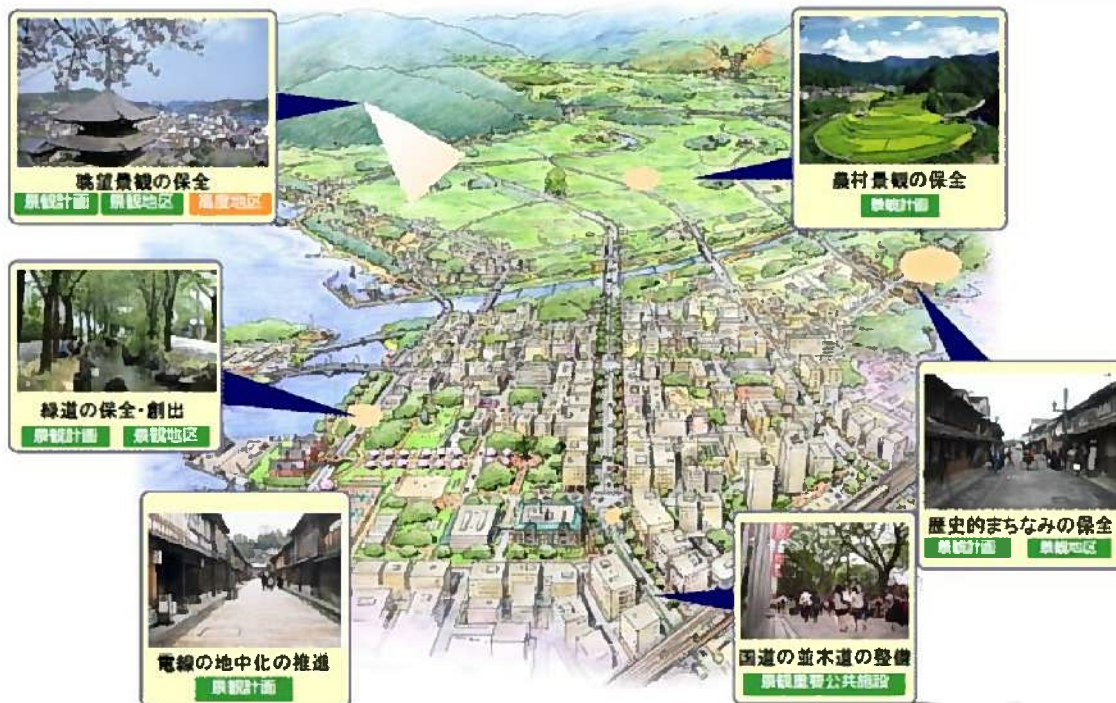 眺望景観の保全
景観計画 景観地区 高度地区
農村景観の保全
景観計画
緑道の保全・創出
景観計画 景観地区
歴史的まちなみの保全
景観計画 景観地区
電線の地中化の推進
景観計画
国道の並木道の整備
景観重要公共施設